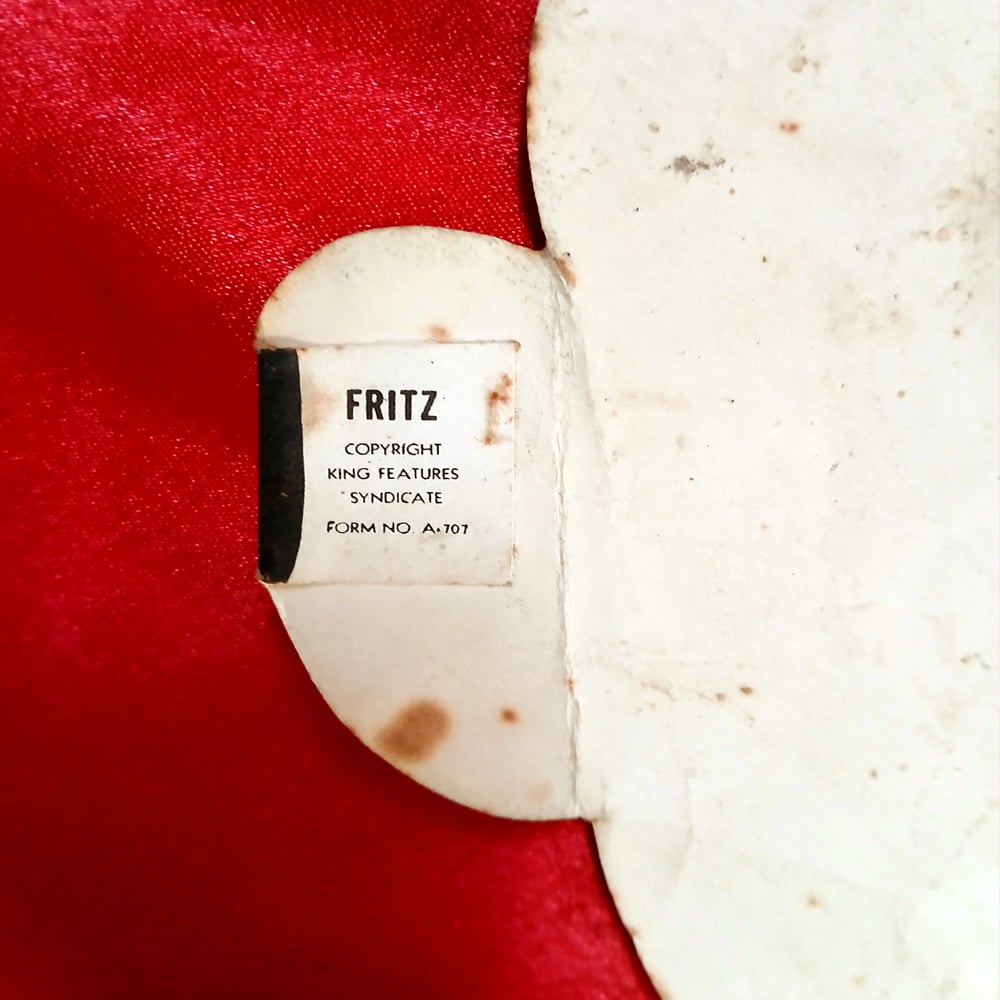 FRITZ
COPYRIGHT
KING FEATURES
SYNDICATE
FORM NO. A-707